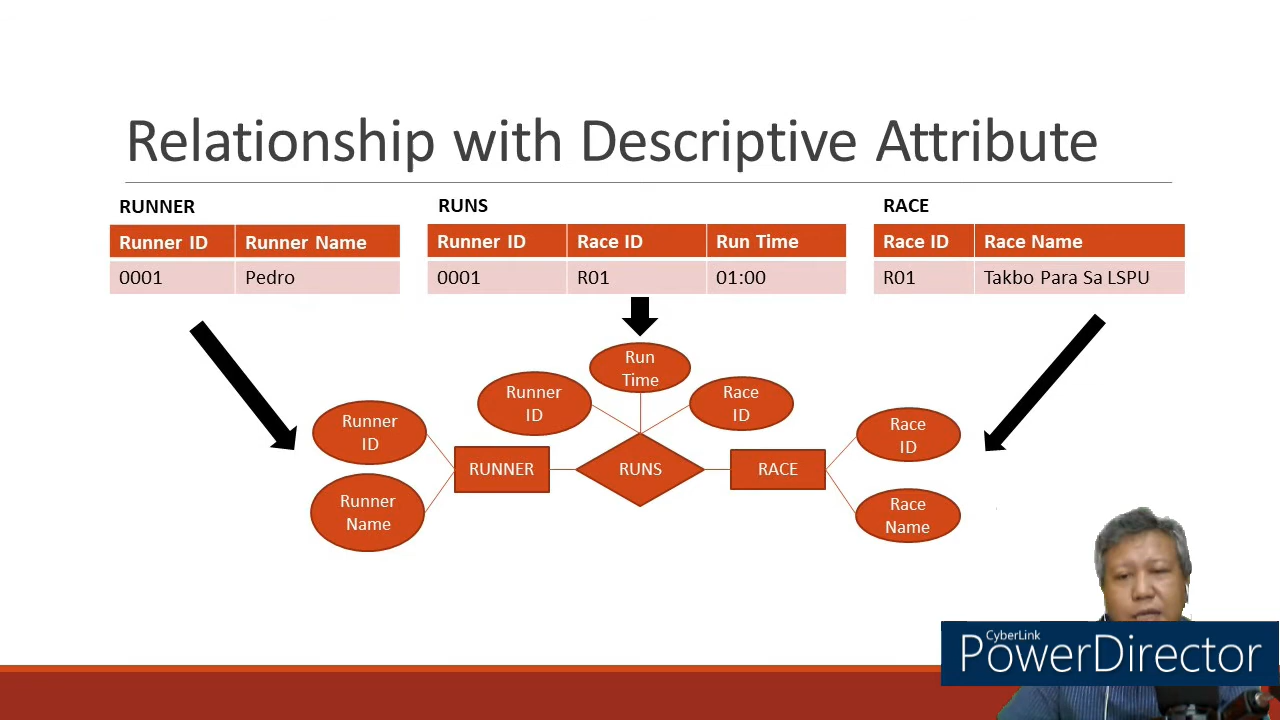 Relationship with Descriptive Attribute
RUNNER
Runner ID Runner Name
0001 Pedro
RUNS
Runner ID Race ID Run Time
0001 R01 01:00
RACE
Race ID Race Name
R01 Takbo Para Sa LSPU
Run
Time
Runner
ID
Race
ID
Runner
ID
Runner
Name
RUNNER
RUNS
RACE
Race
ID
Race
Name
CyberLink
PowerDirector